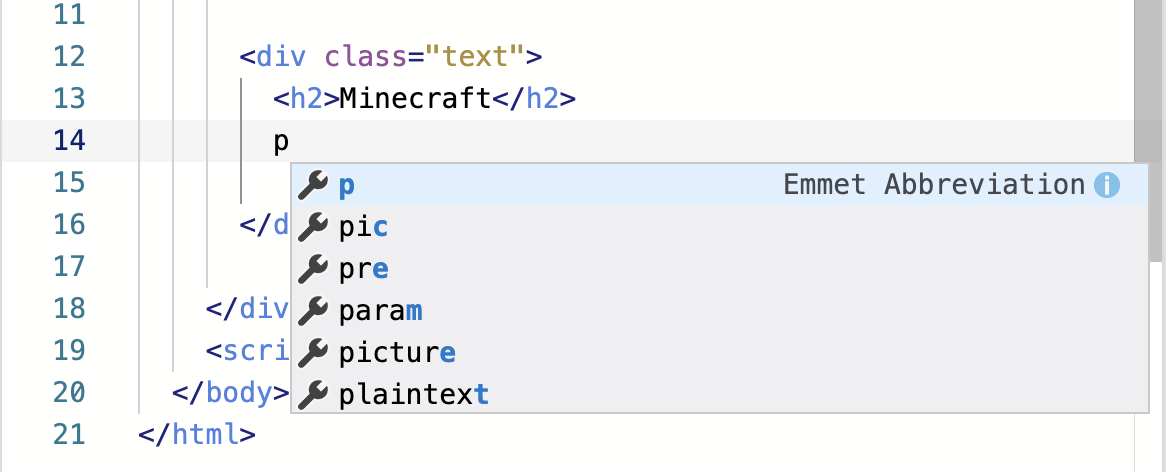 11
12 <div class="text">
13 <h2>Minecraft</h2>
14 p
p Emmet Abbreviation i
15
pic
16 </d
pre
17
param
18 </div
picture
19 <scri
plaintext
20 </body>
21 </html>